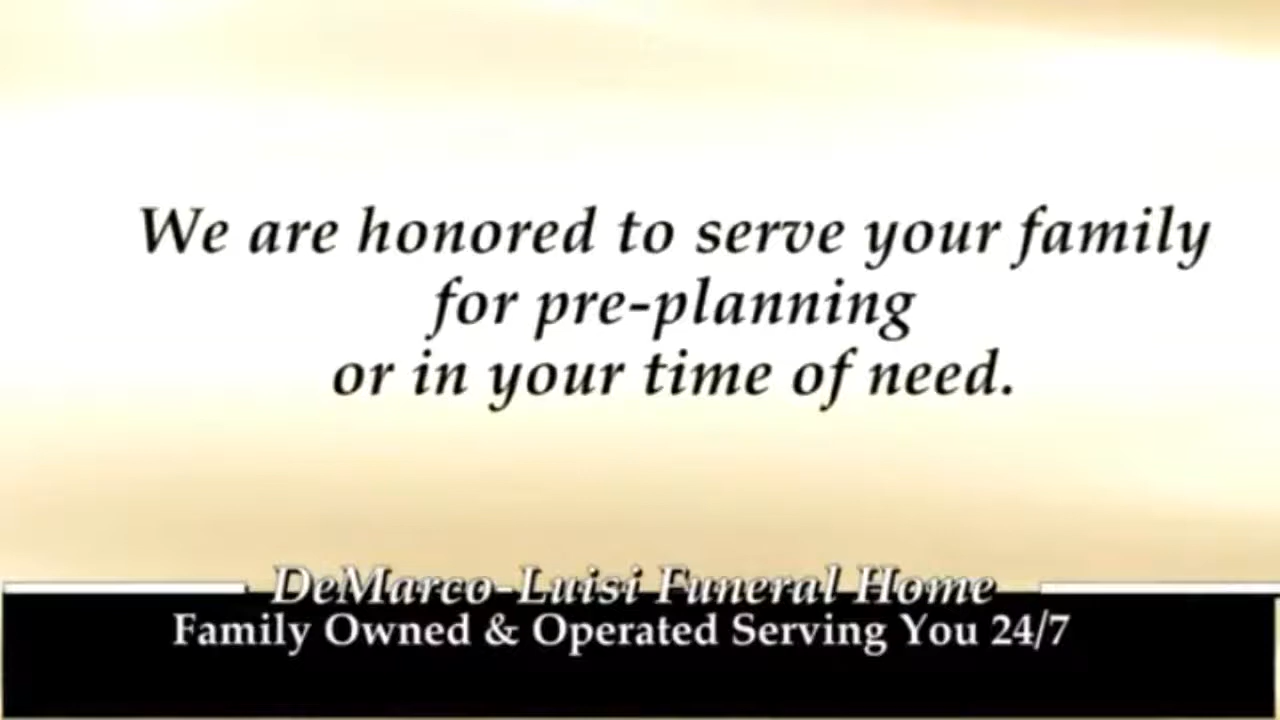 We are honored to serve your family
for pre-planning
or in your time of need.
DeMarco-Luisi Funeral Home
Family Owned & Operated Serving You 24/7